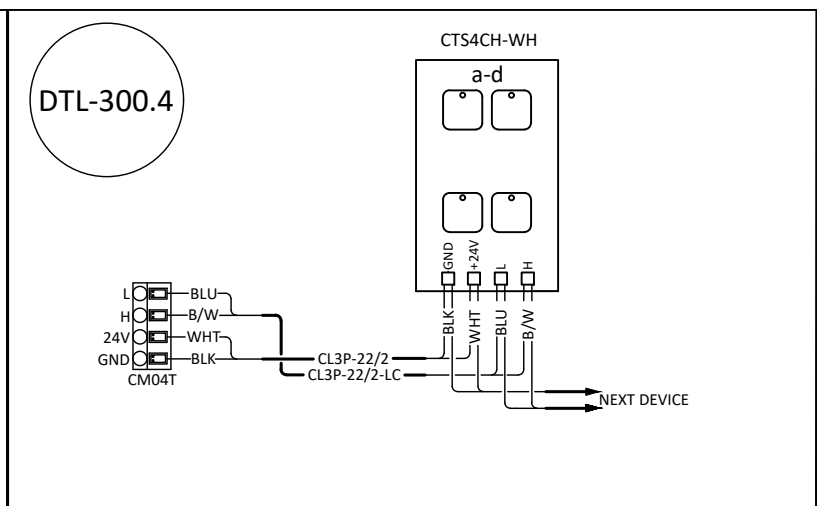 DTL-300.4
CTS4CH-WH
a-d
GND
+24V
L
H
BLK
WHT
BLU
B/W
L
BLU
H
B/W
24V
WHT
GND
BLK
CM04T
CL3P-22/2
CL3P-22/2-LC
NEXT DEVICE